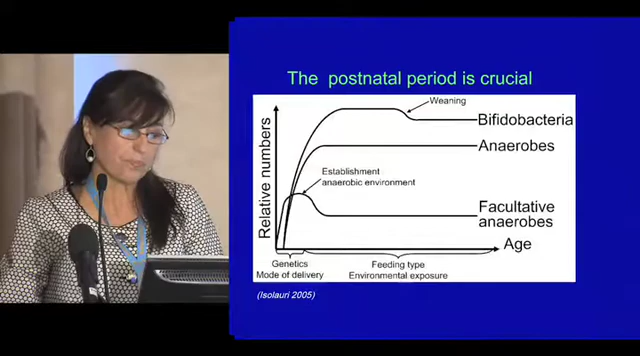 The postnatal period is crucial
Weaning
Bifidobacteria
Anaerobes
Establishment
anaerobic environment
Facultative
anaerobes
Relative numbers
Age
Genetics
Mode of delivery
Feeding type
Environmental exposure
(Isolauri 2005)